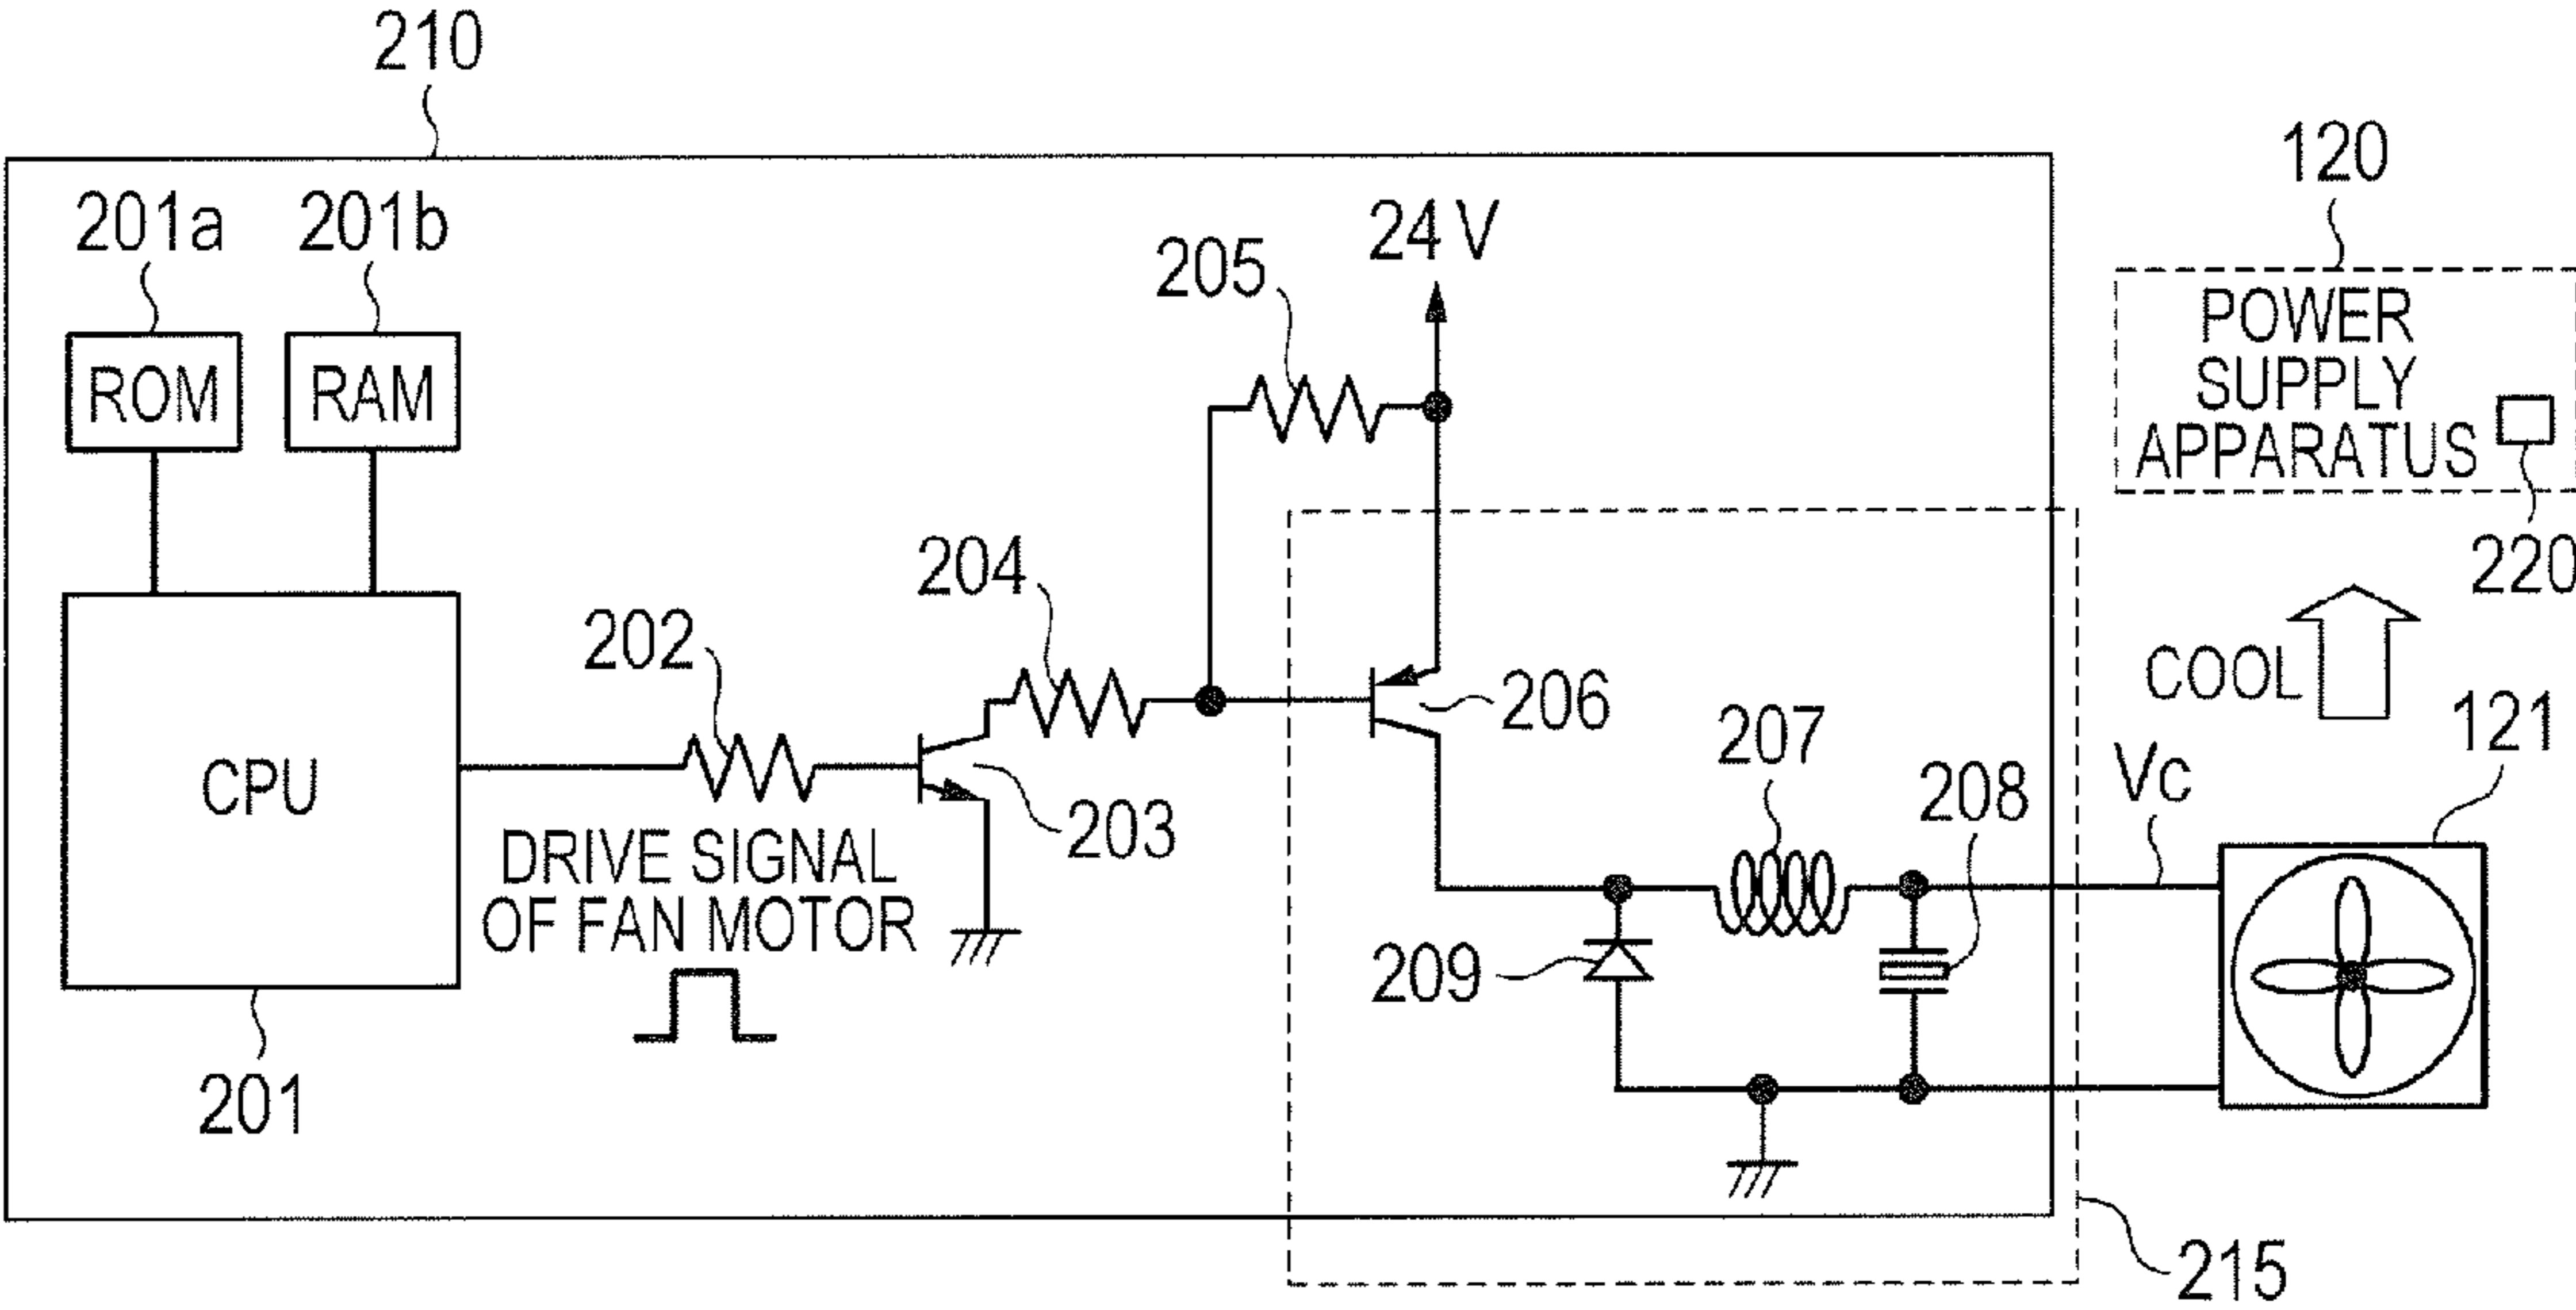 210
120
201a
201b
24 V
205
POWER
SUPPLY
APPARATUS
ROM
RAM
220
204
202
COOL
206
207
121
Vc
CPU
208
203
DRIVE SIGNAL
OF FAN MOTOR
209
201
215